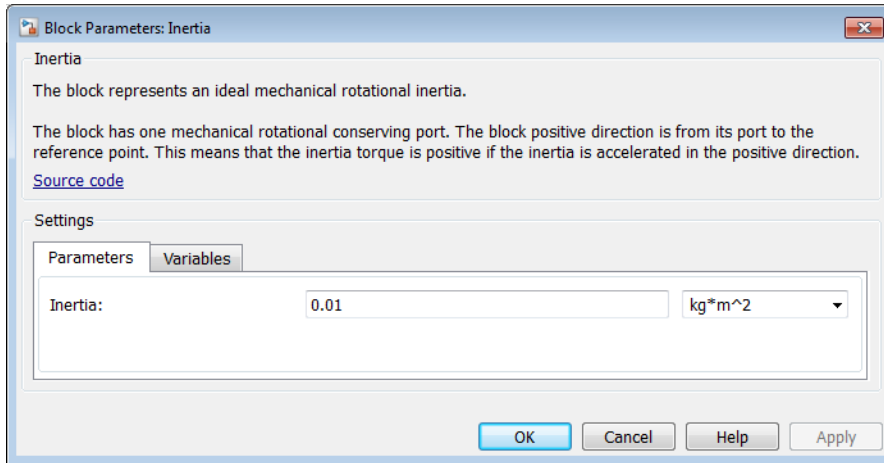 Block Parameters: Inertia
Inertia
The block represents an ideal mechanical rotational inertia.
The block has one mechanical rotational conserving port. The block positive direction is from its port to the
reference point. This means that the inertia torque is positive if the inertia is accelerated in the positive direction.
Source code
Settings
Parameters Variables
Inertia: 0.01 kg*m^2
OK Cancel Help Apply